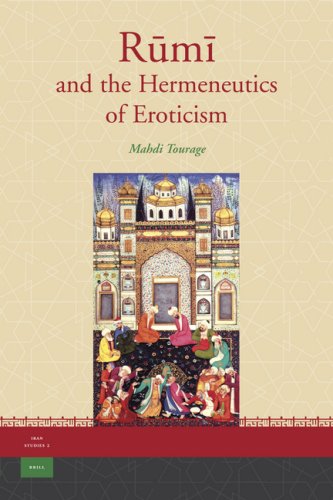 Rūmī
and the Hermeneutics
of Eroticism
Mahdi Tourage
IRAN
STUDIES 2
BRILL